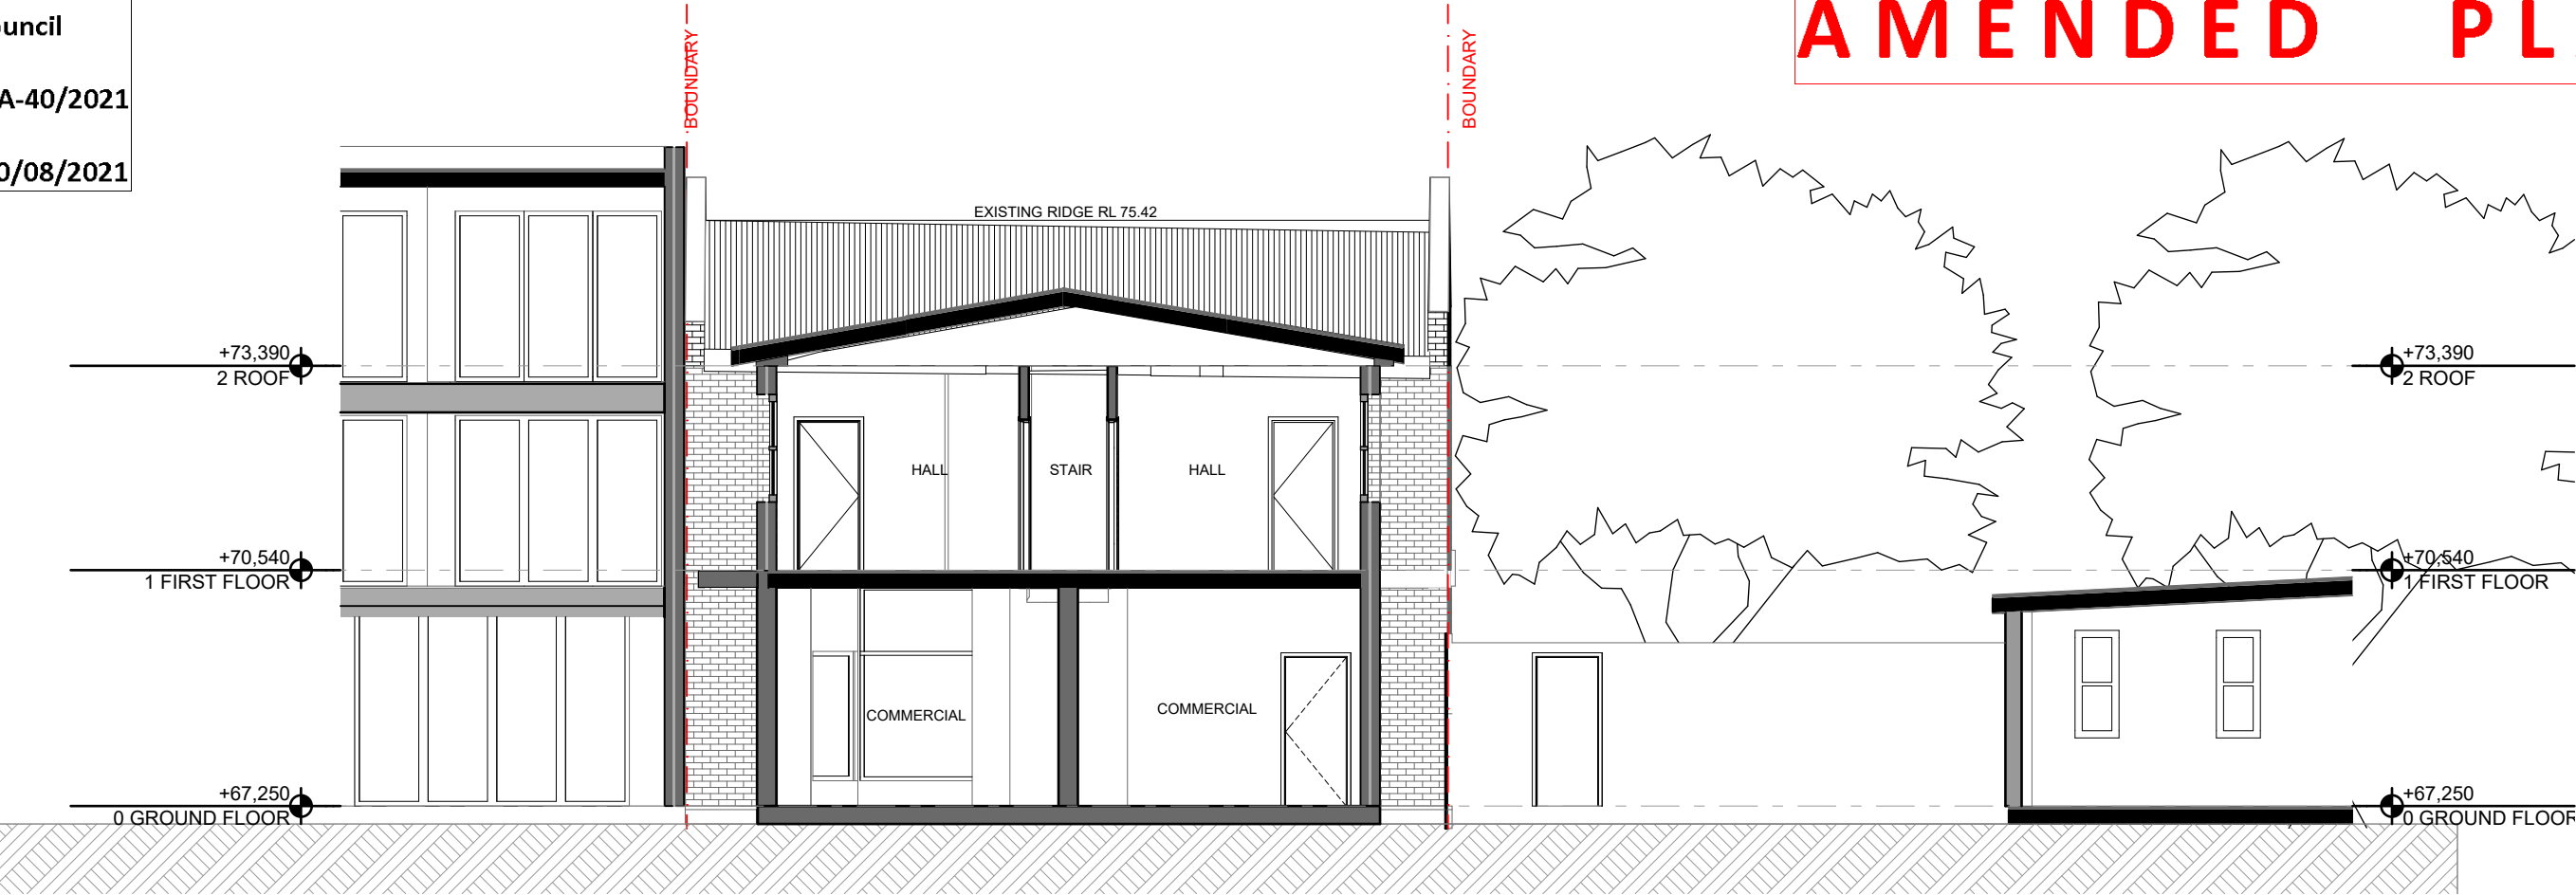 uncil
A-40/2021
0/08/2021
AMENDED PL
BOUNDARY
BOUNDARY
EXISTING RIDGE RL 75.42
+73,390
2 ROOF
+73,390
2 ROOF
HALL
STAIR
HALL
+70,540
1 FIRST FLOOR
+70,540
1 FIRST FLOOR
COMMERCIAL
COMMERCIAL
+67,250
0 GROUND FLOOR
+67,250
0 GROUND FLOOR